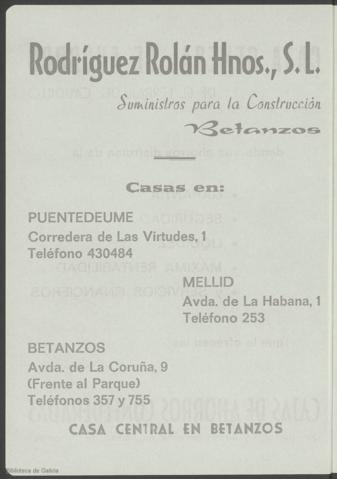 Rodríguez Rolán Hnos., S. L.
Suministros para la Construcción
Betanzos
Casas en:
PUENTEDEUME
Corredera de Las Virtudes, 1
Teléfono 430484
MELLID
Avda. de La Habana, 1
Teléfono 253
BETANZOS
Avda. de La Coruña, 9
(Frente al Parque)
Teléfonos 357 y 755
CASA CENTRAL EN BETANZOS
Biblioteca de Galicia